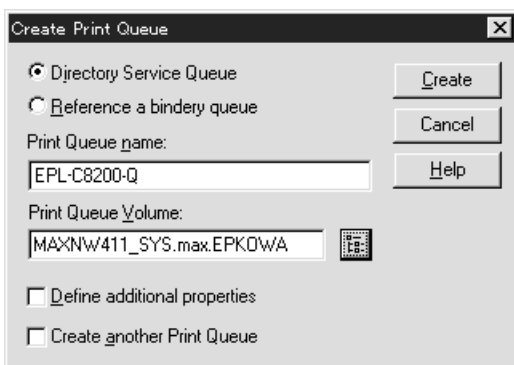 Create Print Queue
Directory Service Queue
Reference a bindery queue
Print Queue name:
EPL-C8200-Q
Print Queue Volume:
MAXNW411_SYS.max.EPKOWA
Define additional properties
Create another Print Queue
Create
Cancel
Help